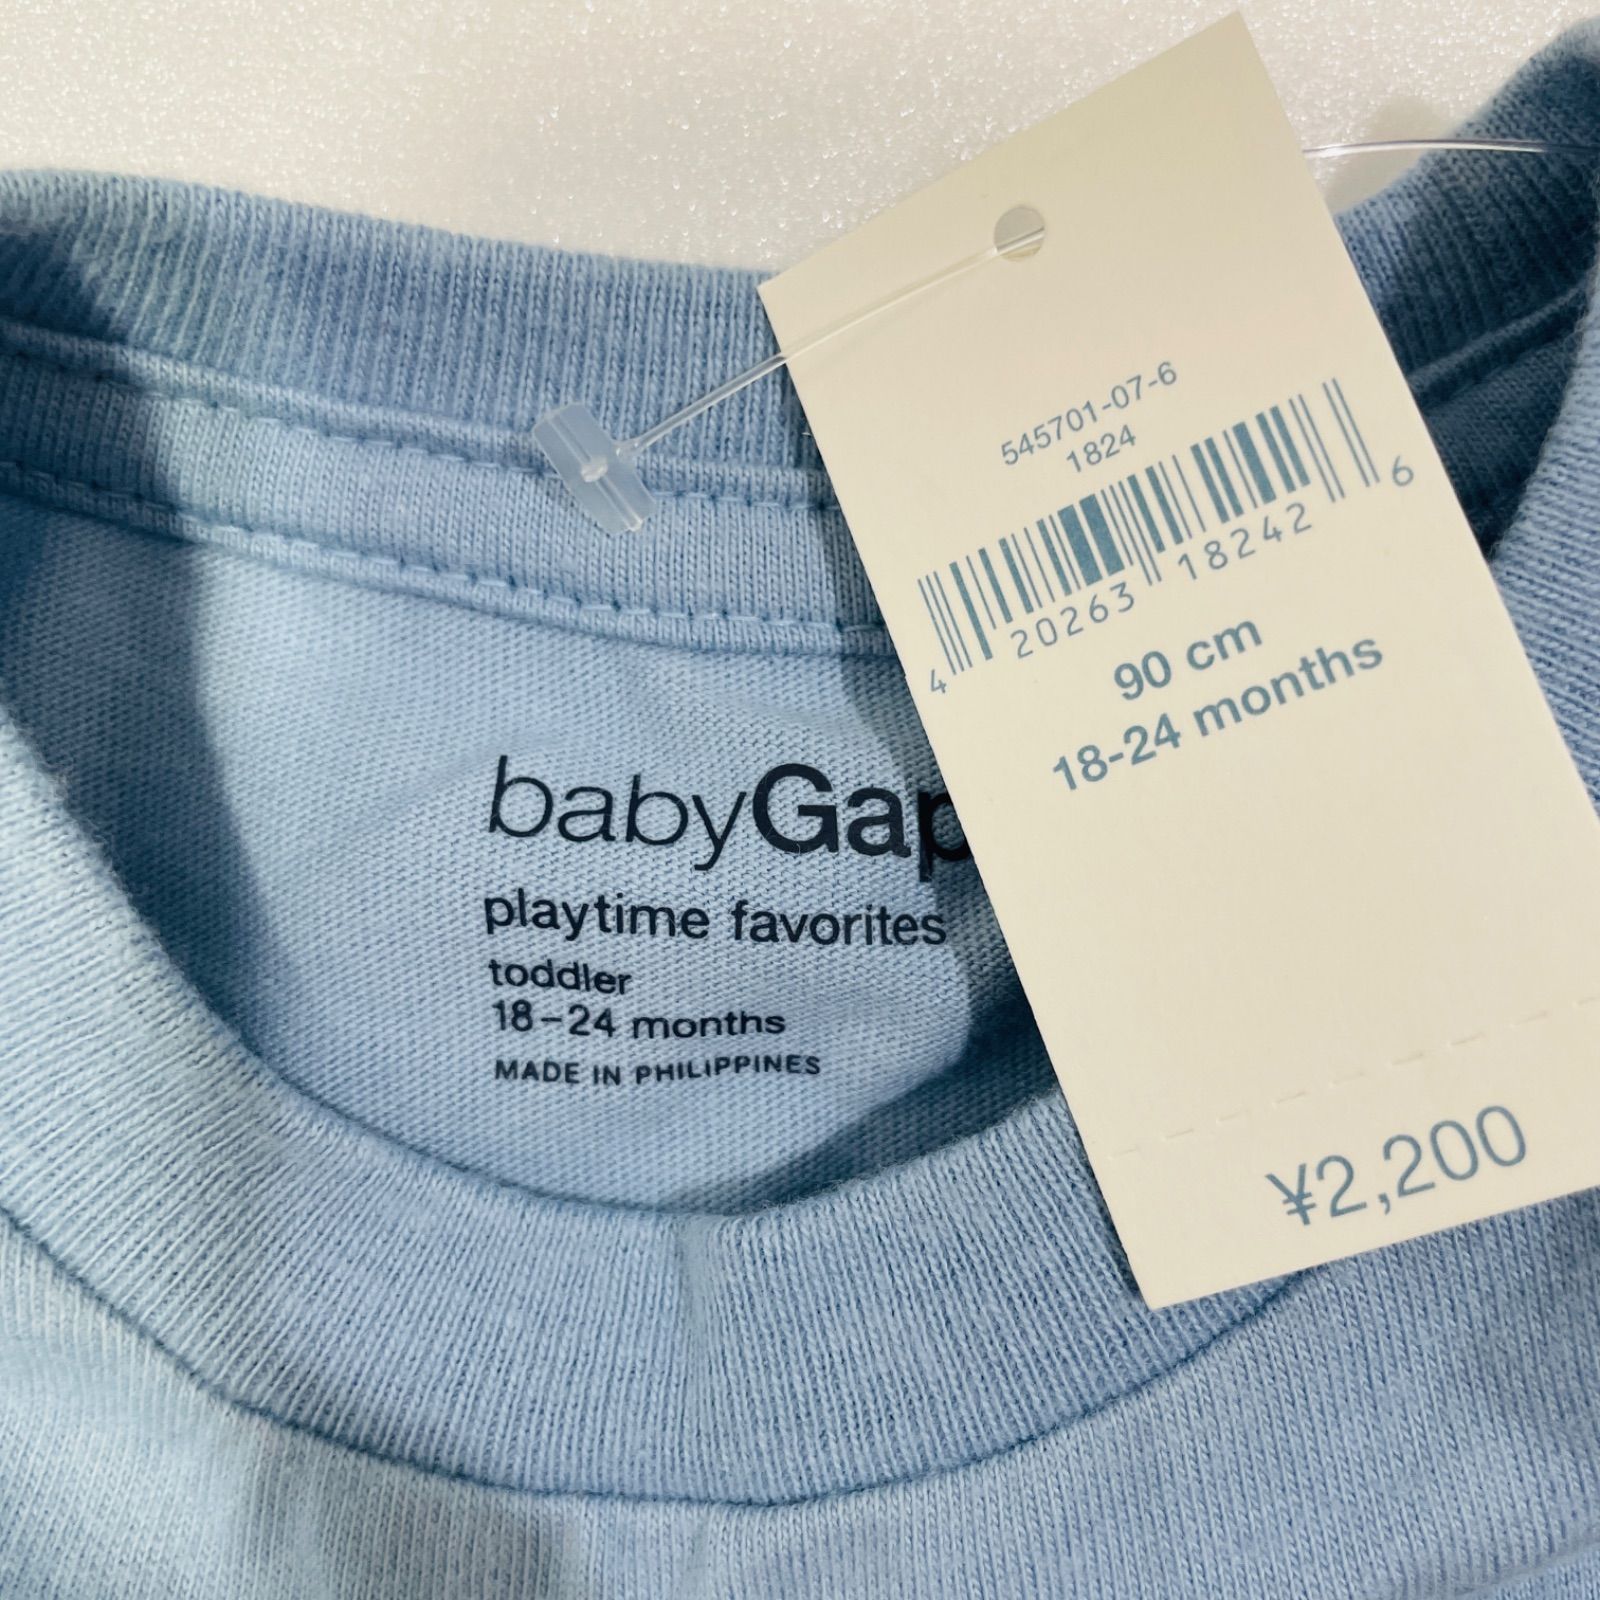 545701-07-6
1824
4 20263 18242 6
90 cm
18-24 months
¥2,200
babyGap
playtime favorites
toddler
18-24 months
MADE IN PHILIPPINES